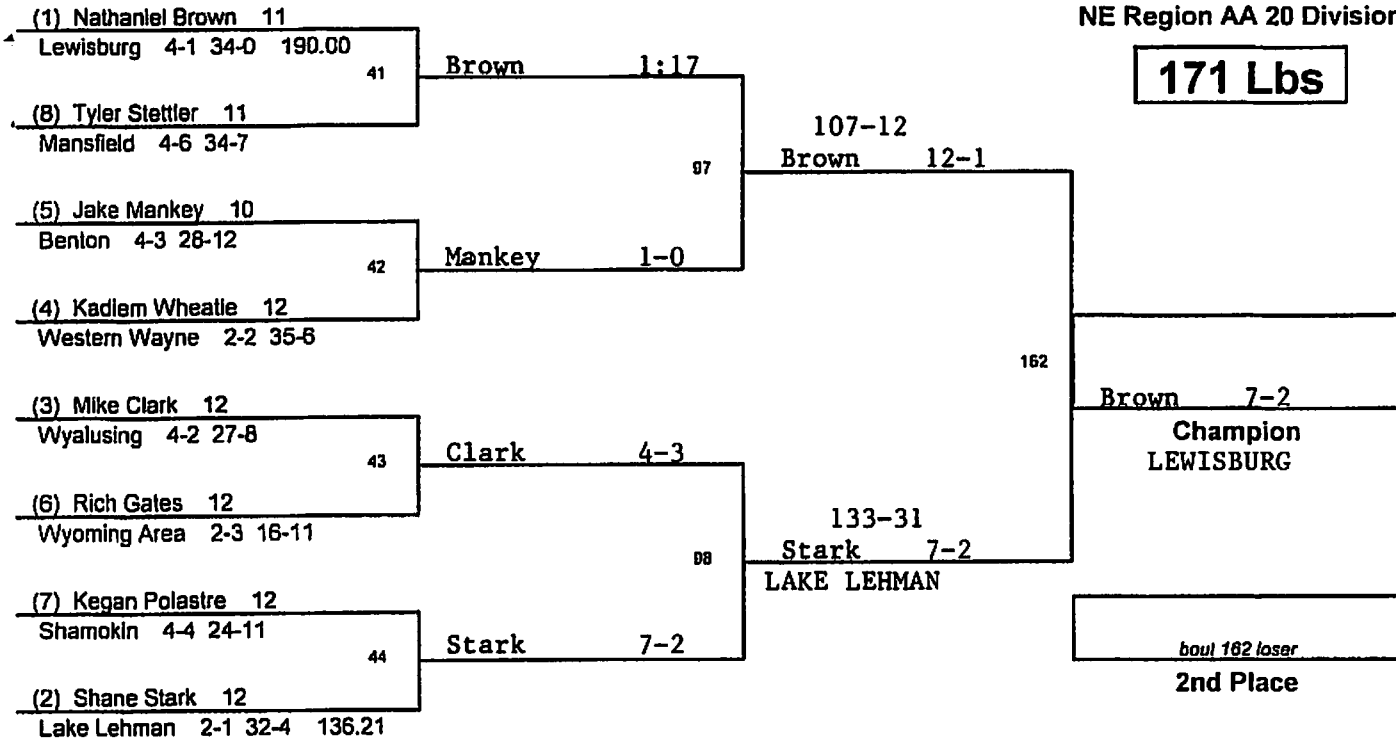 NE Region AA 20 Division
171 Lbs
(1) Nathaniel Brown 11
Lewisburg 4-1 34-0 190.00
41
Brown 1:17
(8) Tyler Stettler 11
Mansfield 4-6 34-7
97
107-12
Brown 12-1
(5) Jake Mankey 10
Benton 4-3 28-12
42
Mankey 1-0
(4) Kadiem Wheatle 12
Western Wayne 2-2 35-6
162
Brown 7-2
Champion
LEWISBURG
(3) Mike Clark 12
Wyalusing 4-2 27-8
43
Clark 4-3
(6) Rich Gates 12
Wyoming Area 2-3 16-11
98
133-31
Stark 7-2
LAKE LEHMAN
(7) Kegan Polastre 12
Shamokin 4-4 24-11
44
Stark 7-2
(2) Shane Stark 12
Lake Lehman 2-1 32-4 136.21
bout 162 loser
2nd Place